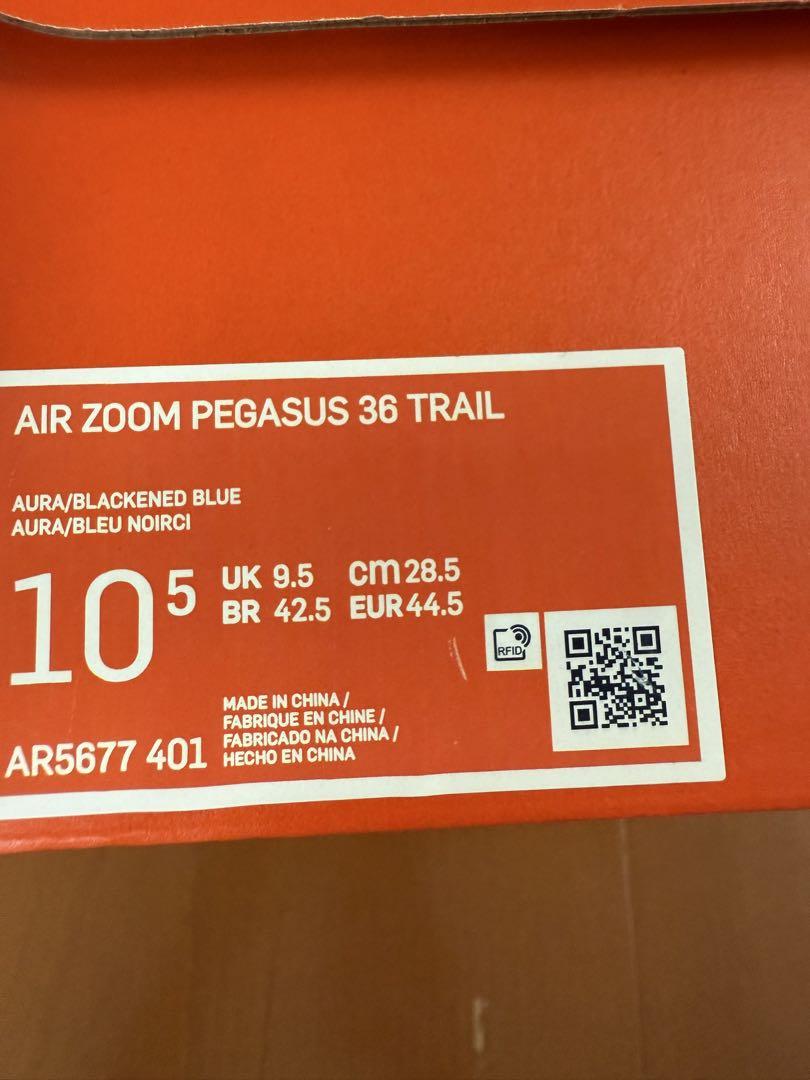 AIR ZOOM PEGASUS 36 TRAIL
AURA/BLACKENED BLUE
AURA/BLEU NOIRCI
10 5
UK 9.5 cm 28.5
BR 42.5 EUR 44.5
RFID
MADE IN CHINA /
FABRIQUE EN CHINE /
FABRICADO NA CHINA /
HECHO EN CHINA
AR5677 401